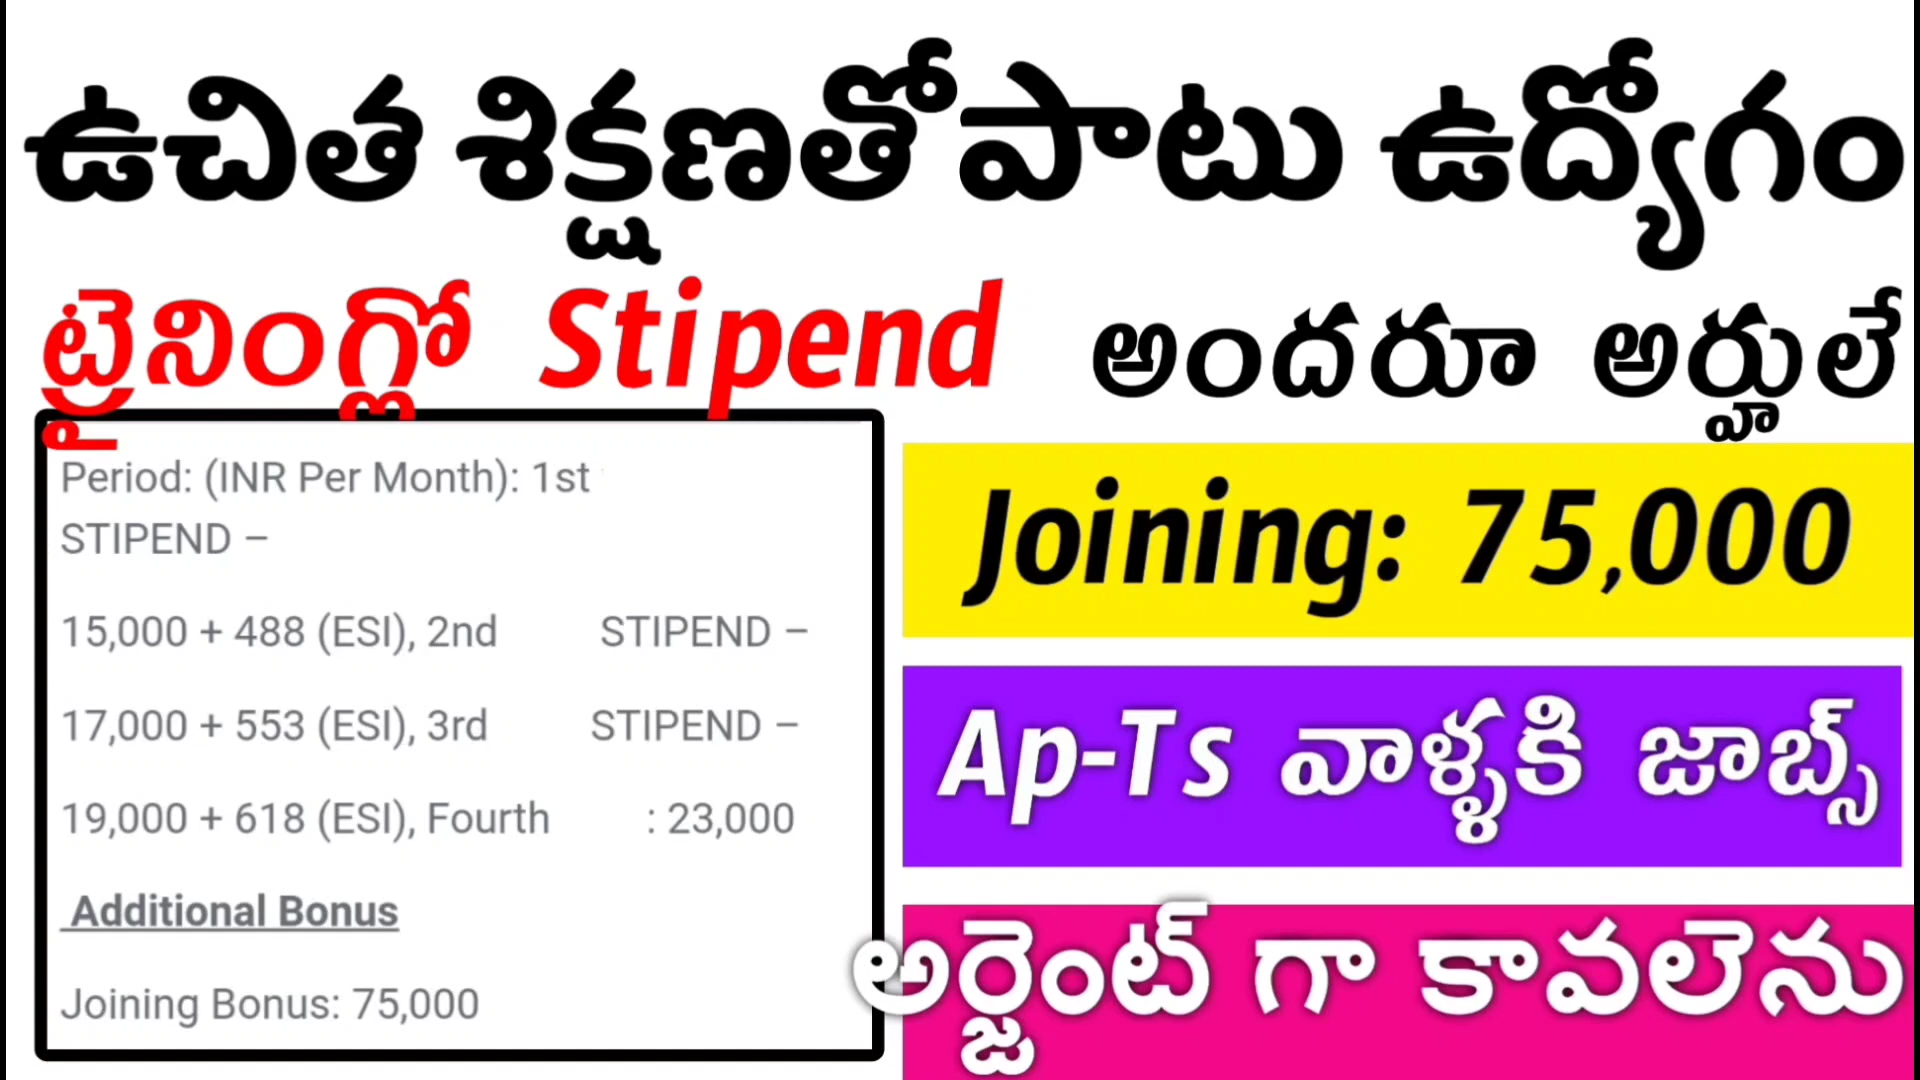 ఉచిత శిక్షణతోపాటు ఉద్యోగం
ట్రైనింగ్లో Stipend అందరూ అర్హులే
Period: (INR Per Month): 1st
STIPEND –
15,000 + 488 (ESI), 2nd STIPEND –
17,000 + 553 (ESI), 3rd STIPEND –
19,000 + 618 (ESI), Fourth : 23,000
Additional Bonus
Joining Bonus: 75,000
Joining: 75,000
Ap-Ts వాళ్ళకి జాబ్స్
అర్జెంట్ గా కావలెను